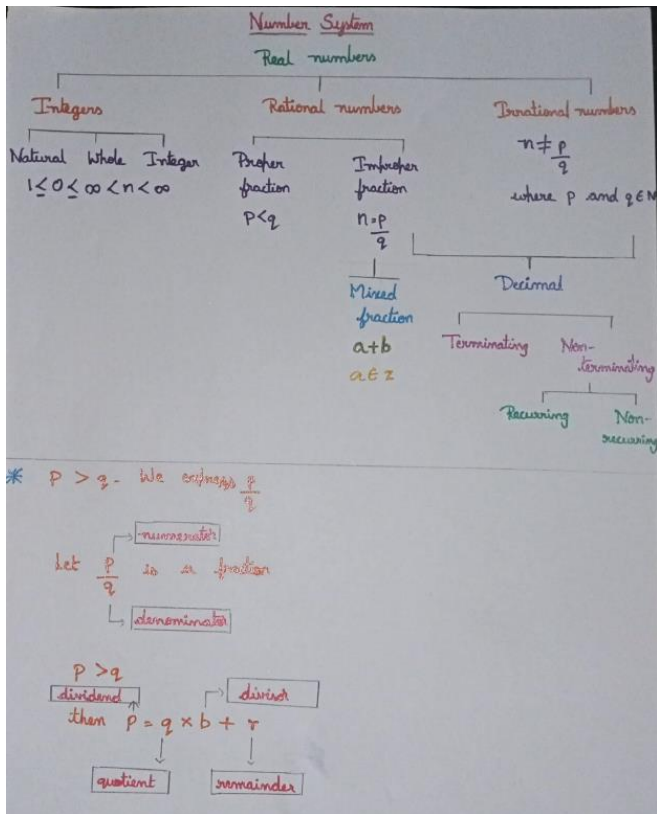 Number System
Real numbers
Integers Rational numbers Irrational numbers
Natural Whole Integer
1 ≤ 0 ≤ ∞ < n < ∞
Proper fraction
P < q
Improper fraction
n = p/q
n ≠ p/q
where p and q ∈ N
Mixed fraction
a+b
a ∈ z
Decimal
Terminating Non-terminating
Recurring Non-recurring
* P > q - We express p/q
numerator
Let p/q is a fraction
denominator
P > q
dividend divisor
then p = q × b + r
quotient remainder